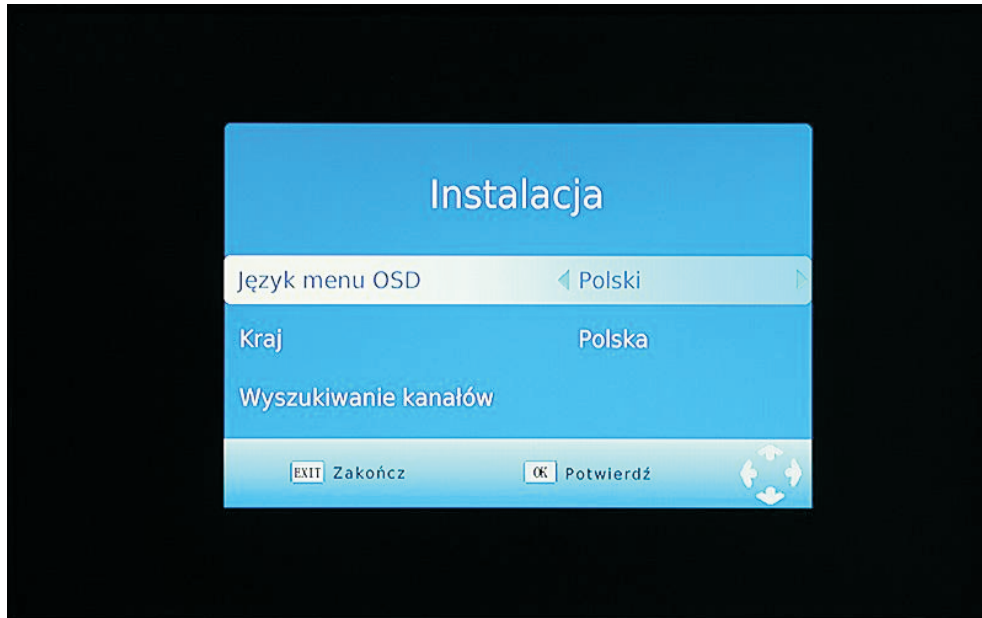 Instalacja
Język menu OSD Polski
Kraj Polska
Wyszukiwanie kanałów
EXIT Zakończ OK Potwierdź